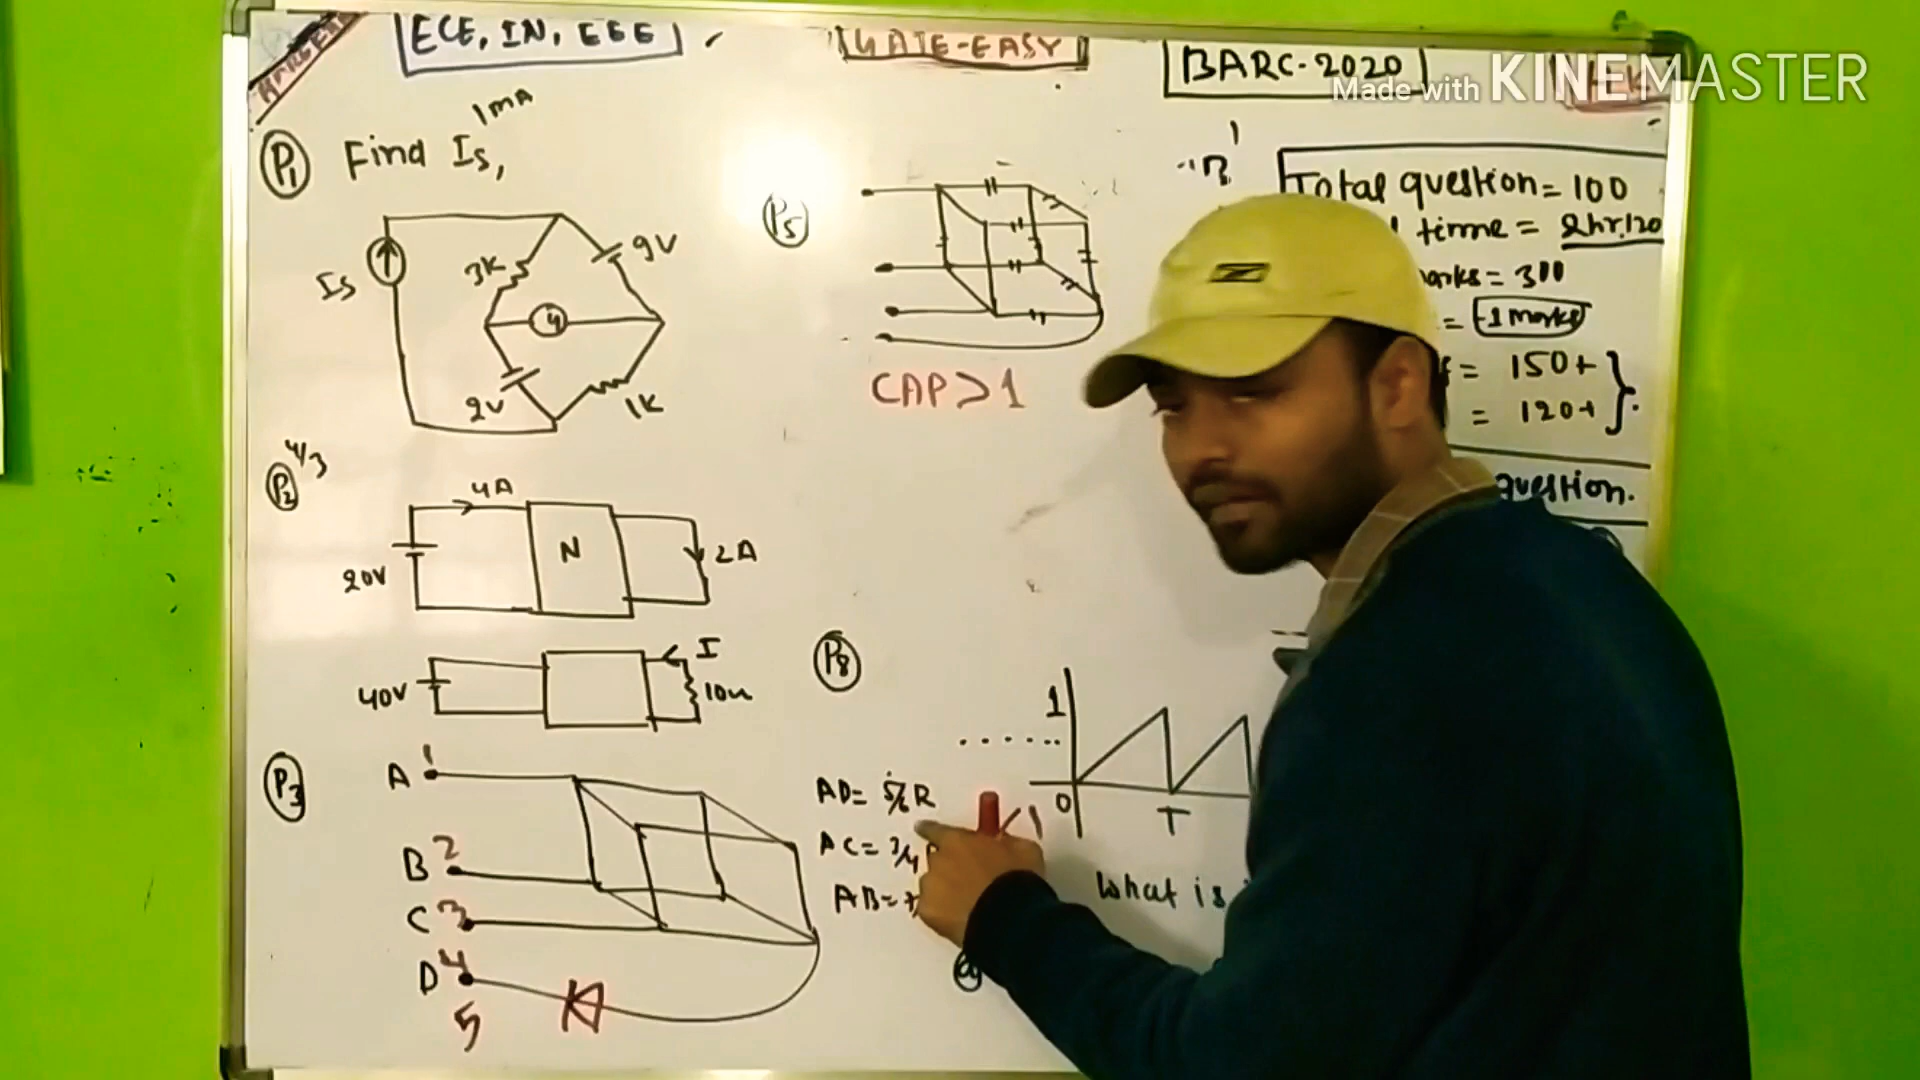 ECE, IN, EEE
GATE-EASY
BARC-2020
Made with KINEMASTER
P1 Find Is,
1mA
Is
3K
9V
4
2V
1K
P2
4/3
4A
N
2A
20V
I
40V
10Ω
P3
A 1
B 2
C 3
D 4
5
P5
CAP > 1
Total question = 100
time = 2hr. 120
= 300
= -1 marks
= 150+
= 120+
question.
P8
1
0
T
AD = 5/6 R
AC = 3/4
AB =
What is